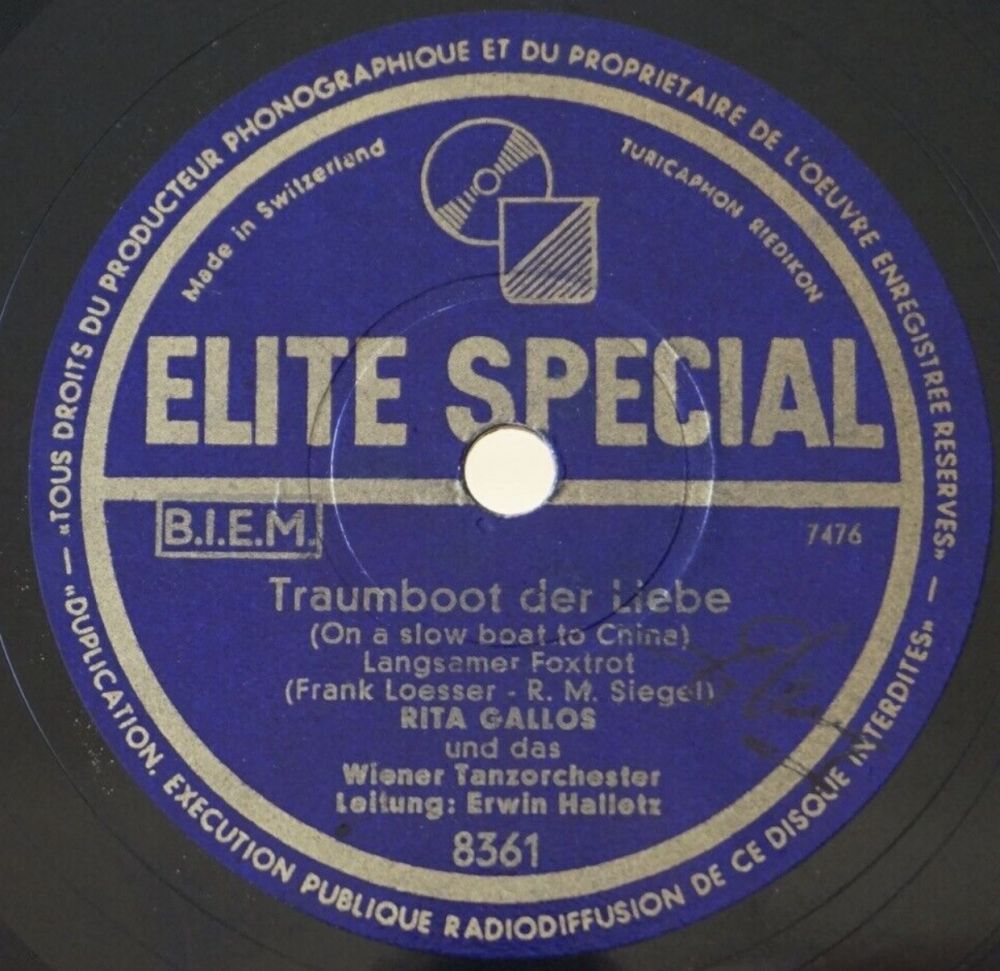 «TOUS DROITS DU PRODUCTEUR PHONOGRAPHIQUE ET DU PROPRIETAIRE DE L'OEUVRE ENREGISTREE RESERVES» —
Made in Switzerland
TURICAPHON RIEDIKON
ELITE SPECIAL
B.I.E.M.
7476
Traumboot der Liebe
(On a slow boat to China)
Langsamer Foxtrot
(Frank Loesser - R. M. Siegel)
RITA GALLOS
und das
Wiener Tanzorchester
Leitung: Erwin Halletz
8361
— «DUPLICATION, EXECUTION PUBLIQUE RADIODIFFUSION DE CE DISQUE INTERDITES»